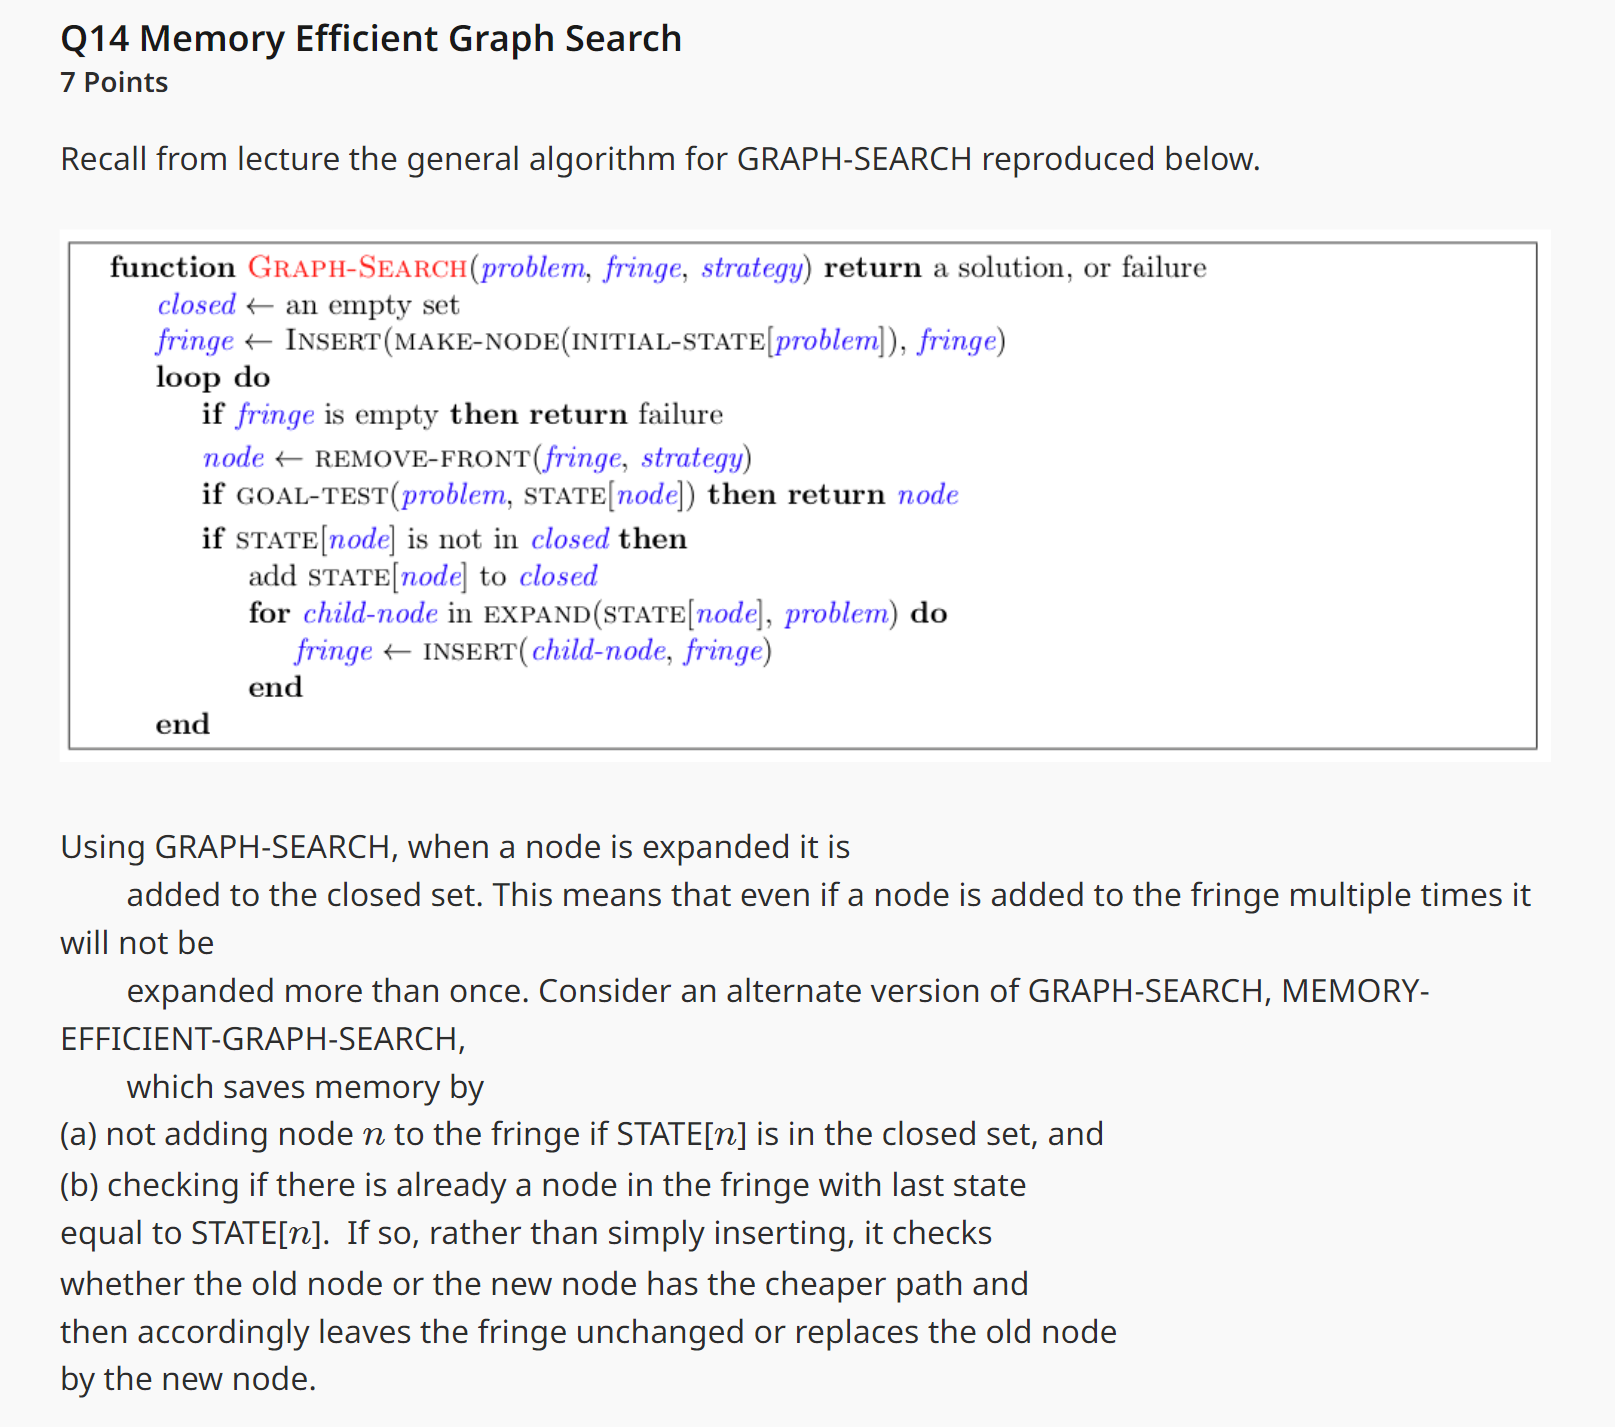 Q14 Memory Efficient Graph Search
7 Points
Recall from lecture the general algorithm for GRAPH-SEARCH reproduced below.
function GRAPH-SEARCH(problem, fringe, strategy) return a solution, or failure
closed ← an empty set
fringe ← INSERT(MAKE-NODE(INITIAL-STATE[problem]), fringe)
loop do
if fringe is empty then return failure
node ← REMOVE-FRONT(fringe, strategy)
if GOAL-TEST(problem, STATE[node]) then return node
if STATE[node] is not in closed then
add STATE[node] to closed
for child-node in EXPAND(STATE[node], problem) do
fringe ← INSERT(child-node, fringe)
end
end
Using GRAPH-SEARCH, when a node is expanded it is
added to the closed set. This means that even if a node is added to the fringe multiple times it
will not be
expanded more than once. Consider an alternate version of GRAPH-SEARCH, MEMORY-
EFFICIENT-GRAPH-SEARCH,
which saves memory by
(a) not adding node n to the fringe if STATE[n] is in the closed set, and
(b) checking if there is already a node in the fringe with last state
equal to STATE[n]. If so, rather than simply inserting, it checks
whether the old node or the new node has the cheaper path and
then accordingly leaves the fringe unchanged or replaces the old node
by the new node.